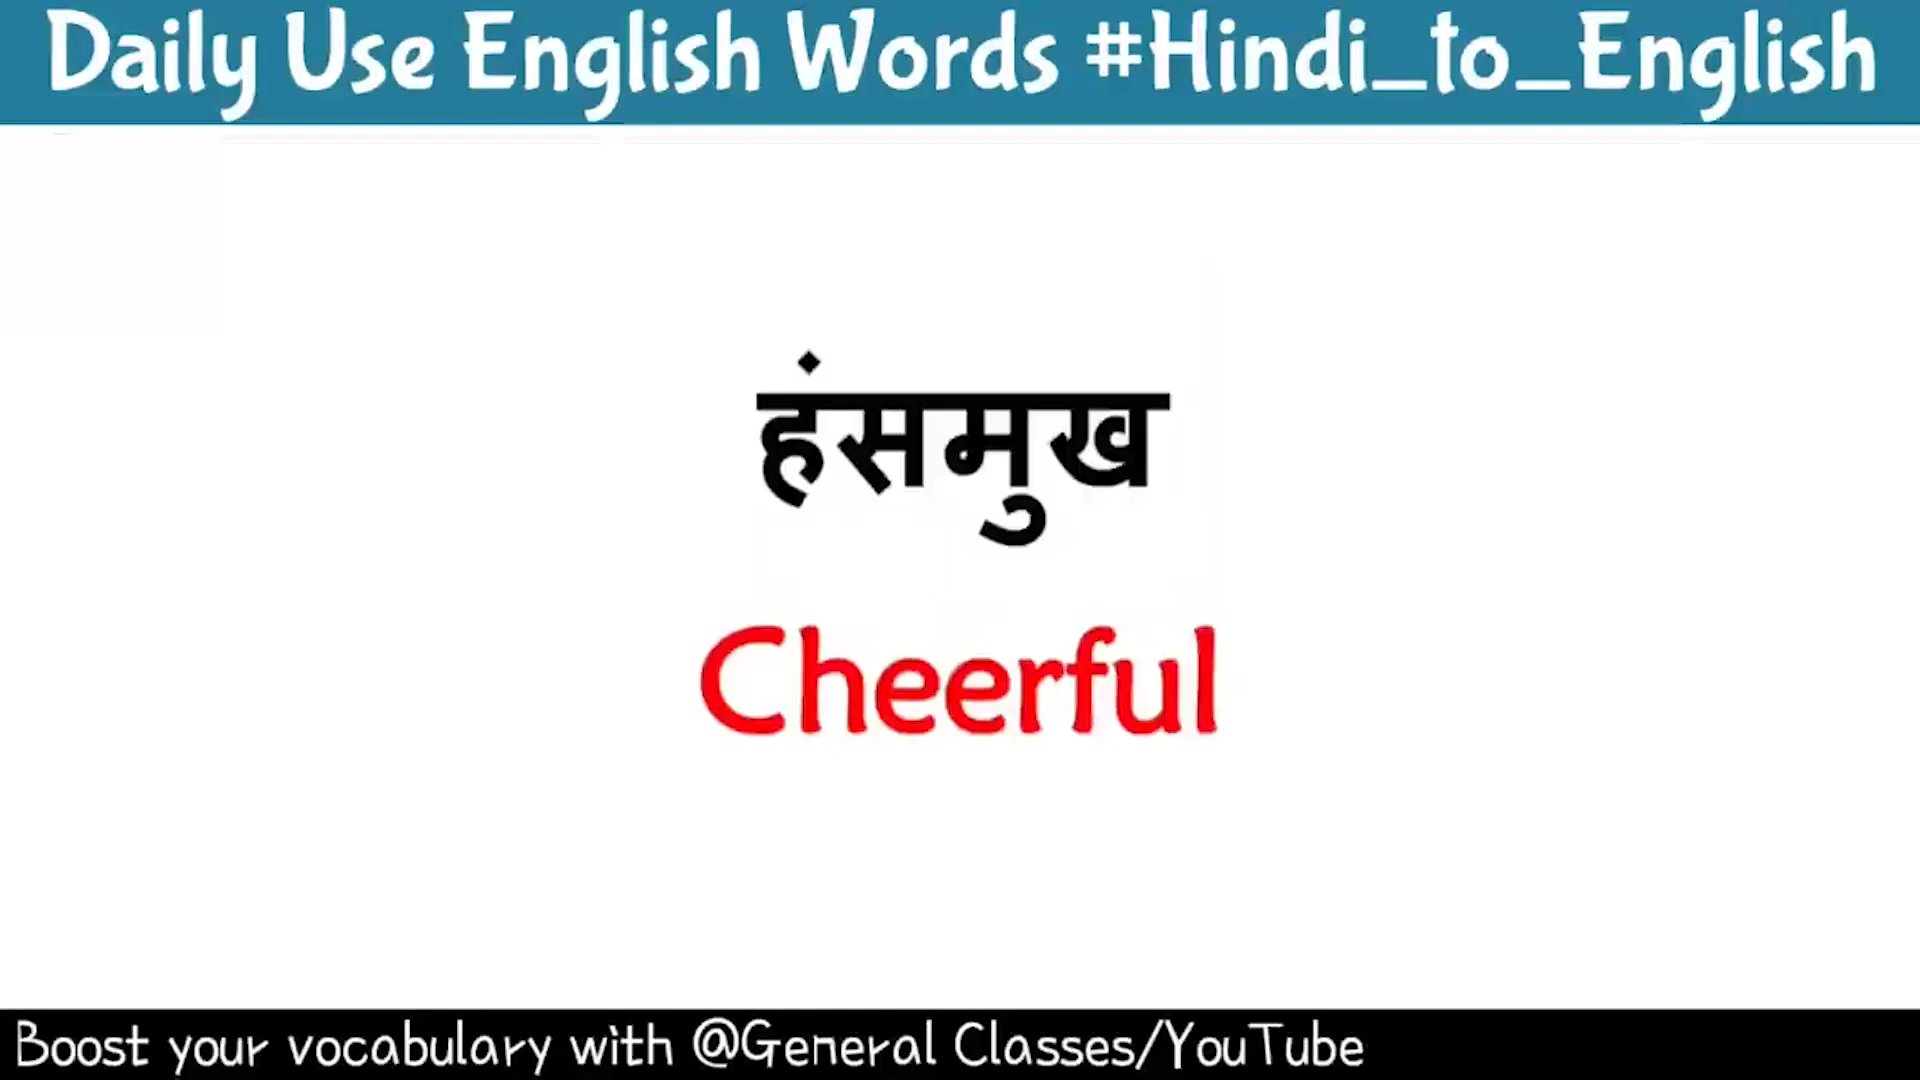 Daily Use English Words #Hindi_to_English
हंसमुख
Cheerful
Boost your vocabulary with @General Classes/YouTube